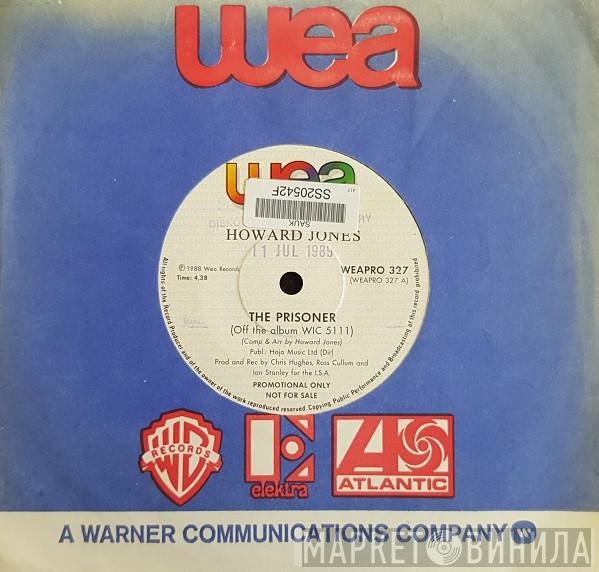 wea
wea
417
SS20542F
SAUK
DISKO
RY
HOWARD JONES
11 JUL 1989
℗ 1988 Wea Records
Time: 4.38
WEAPRO 327
(WEAPRO 327 A)
THE PRISONER
(Off the album WIC 5111)
(Comp & Arr by Howard Jones)
Publ.: Hojo Music Ltd (Dir)
Prod and Rec by Chris Hughes, Ross Cullum and
Ian Stanley for the I.S.A.
PROMOTIONAL ONLY
NOT FOR SALE
All rights of the Record Producer and of the owner of the work reproduced reserved. Copying, Public Performance and Broadcasting of this record prohibited
WB
RECORDS
elektra
ATLANTIC
A WARNER COMMUNICATIONS COMPANY
МАРКЕТ ВИНИЛА